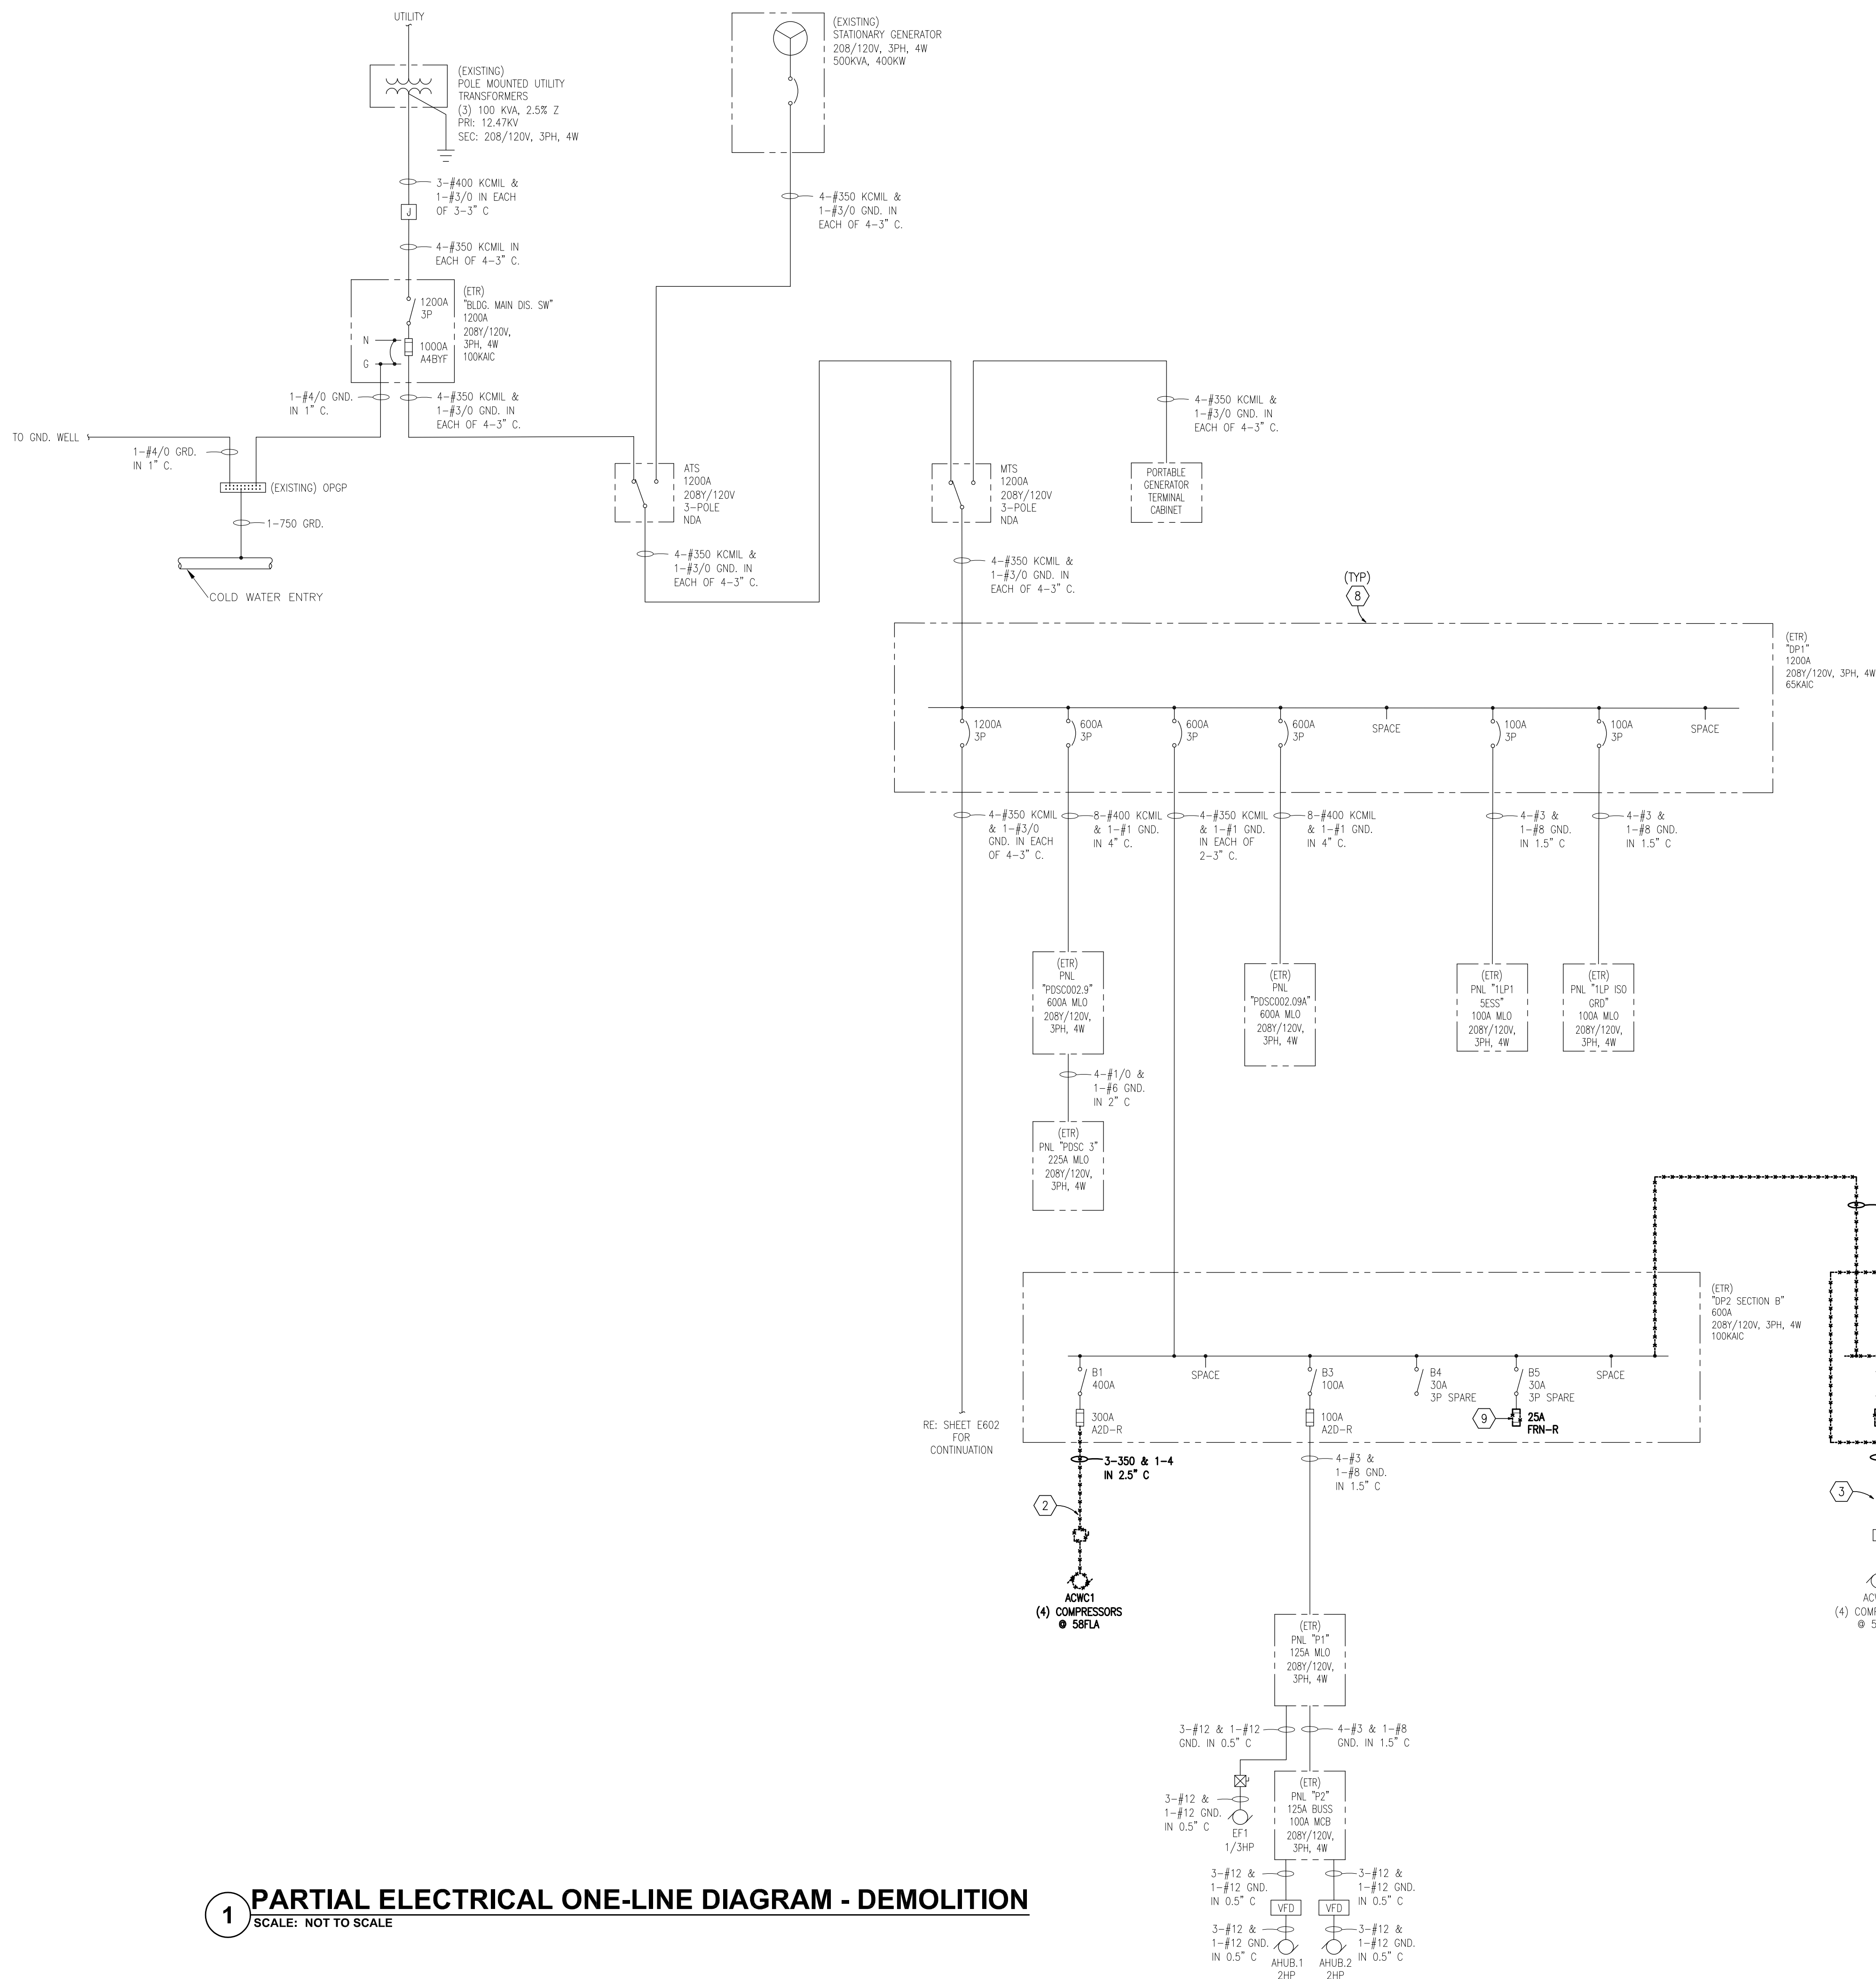 UTILITY
(EXISTING)
POLE MOUNTED UTILITY
TRANSFORMERS
(3) 100 KVA, 2.5% Z
PRI: 12.47KV
SEC: 208/120V, 3PH, 4W
(EXISTING)
STATIONARY GENERATOR
208/120V, 3PH, 4W
500KVA, 400KW
3-#400 KCMIL &
1-#3/0 IN EACH
OF 3-3" C
J
4-#350 KCMIL IN
EACH OF 4-3" C.
4-#350 KCMIL &
1-#3/0 GND. IN
EACH OF 4-3" C.
(ETR)
"BLDG. MAIN DIS. SW"
1200A
208Y/120V,
3PH, 4W
100KAIC
1200A
3P
N
G
1000A
A4BYF
1-#4/0 GND.
IN 1" C.
4-#350 KCMIL &
1-#3/0 GND. IN
EACH OF 4-3" C.
TO GND. WELL
1-#4/0 GRD.
IN 1" C.
(EXISTING) OPGP
1-750 GRD.
COLD WATER ENTRY
ATS
1200A
208Y/120V
3-POLE
NDA
4-#350 KCMIL &
1-#3/0 GND. IN
EACH OF 4-3" C.
MTS
1200A
208Y/120V
3-POLE
NDA
4-#350 KCMIL &
1-#3/0 GND. IN
EACH OF 4-3" C.
4-#350 KCMIL &
1-#3/0 GND. IN
EACH OF 4-3" C.
PORTABLE
GENERATOR
TERMINAL
CABINET
(TYP)
8
(ETR)
"DP1"
1200A
208Y/120V, 3PH, 4W
65KAIC
1200A
3P
600A
3P
600A
3P
600A
3P
SPACE
100A
3P
100A
3P
SPACE
4-#350 KCMIL
& 1-#3/0
GND. IN EACH
OF 4-3" C.
8-#400 KCMIL
& 1-#1 GND.
IN 4" C.
4-#350 KCMIL
& 1-#1 GND.
IN EACH OF
2-3" C.
8-#400 KCMIL
& 1-#1 GND.
IN 4" C.
4-#3 &
1-#8 GND.
IN 1.5" C
4-#3 &
1-#8 GND.
IN 1.5" C
(ETR)
PNL
"PDSC002.9"
600A MLO
208Y/120V,
3PH, 4W
(ETR)
PNL
"PDSC002.09A"
600A MLO
208Y/120V,
3PH, 4W
(ETR)
PNL "1LP1
5ESS"
100A MLO
208Y/120V,
3PH, 4W
(ETR)
PNL "1LP ISO
GRD"
100A MLO
208Y/120V,
3PH, 4W
4-#1/0 &
1-#6 GND.
IN 2" C
(ETR)
PNL "PDSC 3"
225A MLO
208Y/120V,
3PH, 4W
(ETR)
"DP2 SECTION B"
600A
208Y/120V, 3PH, 4W
100KAIC
B1
400A
SPACE
B3
100A
B4
30A
3P SPARE
B5
30A
3P SPARE
SPACE
300A
A2D-R
100A
A2D-R
9
25A
FRN-R
RE: SHEET E602
FOR
CONTINUATION
3-350 & 1-4
IN 2.5" C
4-#3 &
1-#8 GND.
IN 1.5" C
2
3
ACWC1
(4) COMPRESSORS
@ 58FLA
(4)
@
(ETR)
PNL "P1"
125A MLO
208Y/120V,
3PH, 4W
3-#12 & 1-#12
GND. IN 0.5" C
4-#3 & 1-#8
GND. IN 1.5" C
3-#12 &
1-#12 GND.
IN 0.5" C
EF1
1/3HP
(ETR)
PNL "P2"
125A BUSS
100A MCB
208Y/120V,
3PH, 4W
3-#12 &
1-#12 GND.
IN 0.5" C
3-#12 &
1-#12 GND.
IN 0.5" C
VFD
VFD
3-#12 &
1-#12 GND.
IN 0.5" C
3-#12 &
1-#12 GND.
IN 0.5" C
AHUB.1
2HP
AHUB.2
2HP
1
PARTIAL ELECTRICAL ONE-LINE DIAGRAM - DEMOLITION
SCALE: NOT TO SCALE